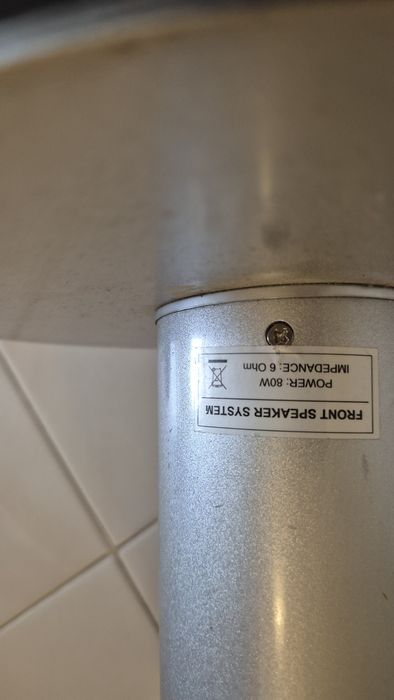 FRONT SPEAKER SYSTEM
POWER: 80W
IMPEDANCE: 6 Ohm